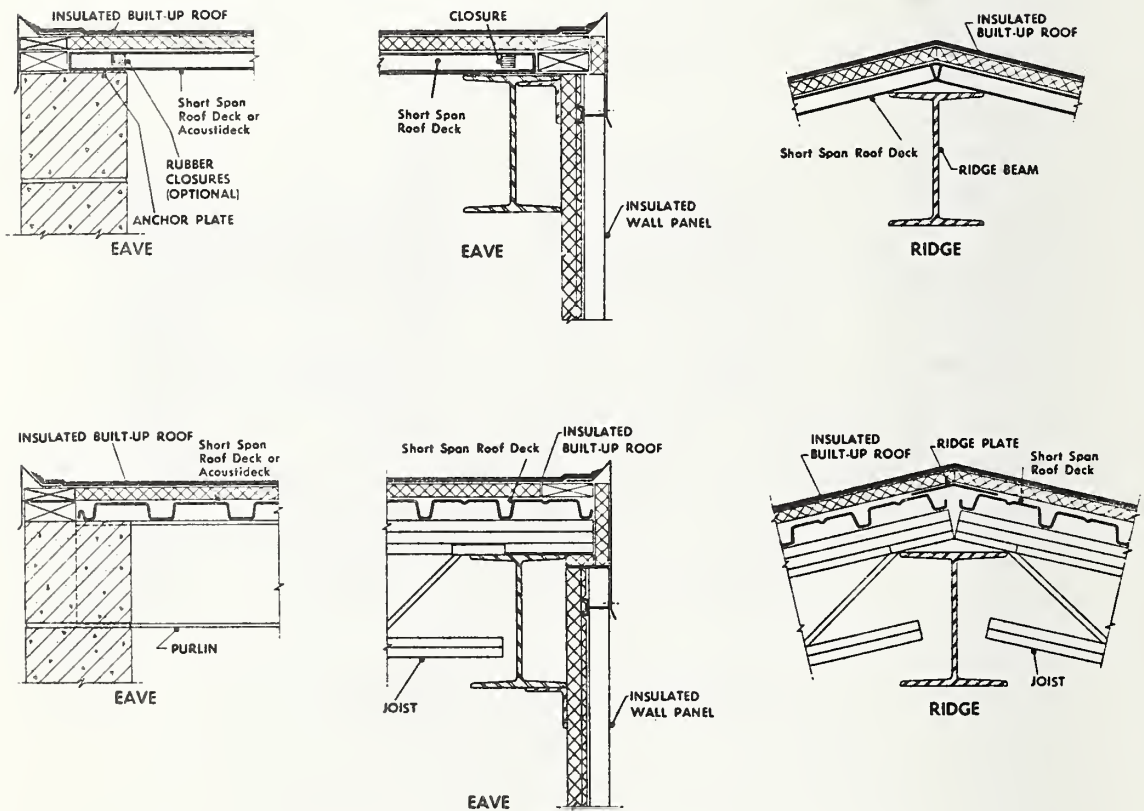 INSULATED BUILT-UP ROOF
Short Span
Roof Deck or
Acoustideck
RUBBER
CLOSURES
(OPTIONAL)
ANCHOR PLATE
EAVE
CLOSURE
Short Span
Roof Deck
INSULATED
WALL PANEL
EAVE
INSULATED
BUILT-UP ROOF
Short Span Roof Deck
RIDGE BEAM
RIDGE
INSULATED BUILT-UP ROOF
Short Span
Roof Deck or
Acoustideck
PURLIN
EAVE
Short Span Roof Deck
INSULATED
BUILT-UP ROOF
JOIST
INSULATED
WALL PANEL
EAVE
INSULATED
BUILT-UP ROOF
RIDGE PLATE
Short Span
Roof Deck
JOIST
RIDGE